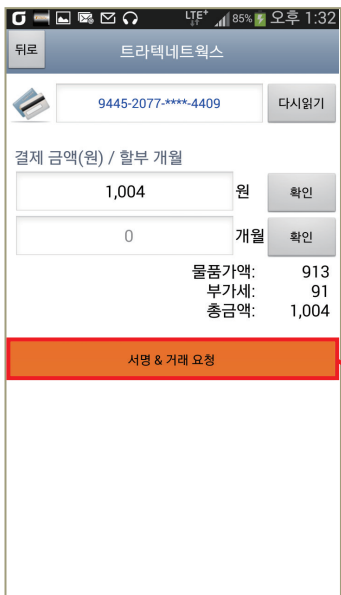 LTE+ 85% 오후 1:32
뒤로 트라텍네트웍스
9445-2077-****-4409 다시읽기
결제 금액(원) / 할부 개월
1,004 원 확인
0 개월 확인
물품가액: 913
부가세: 91
총금액: 1,004
서명 & 거래 요청